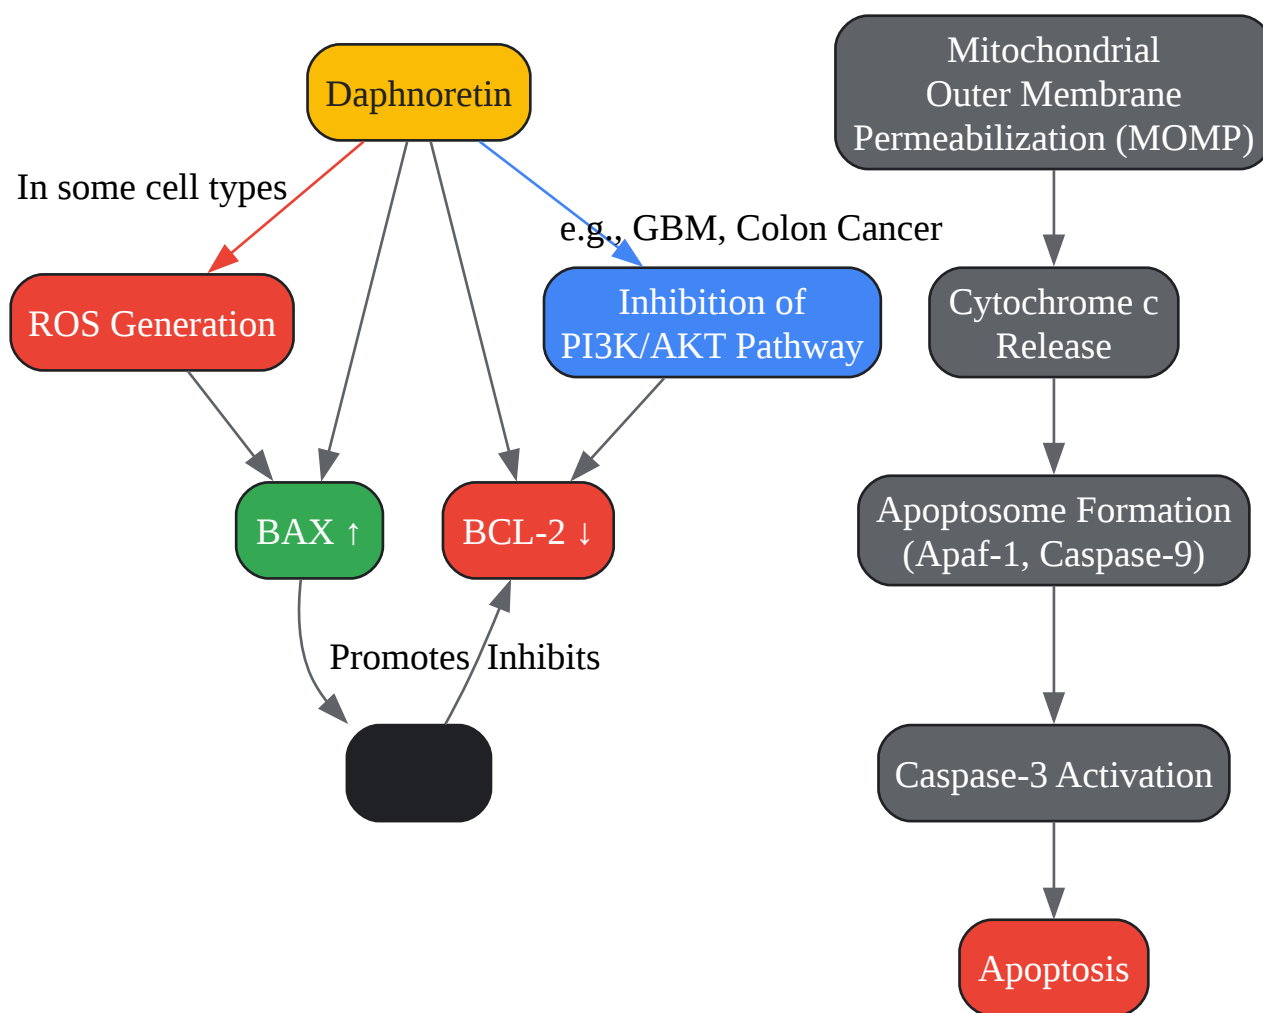 Daphnoretin
In some cell types
e.g., GBM, Colon Cancer
ROS Generation
Inhibition of
PI3K/AKT Pathway
BAX ↑
BCL-2 ↓
Promotes
Inhibits
Mitochondrial
Outer Membrane
Permeabilization (MOMP)
Cytochrome c
Release
Apoptosome Formation
(Apaf-1, Caspase-9)
Caspase-3 Activation
Apoptosis